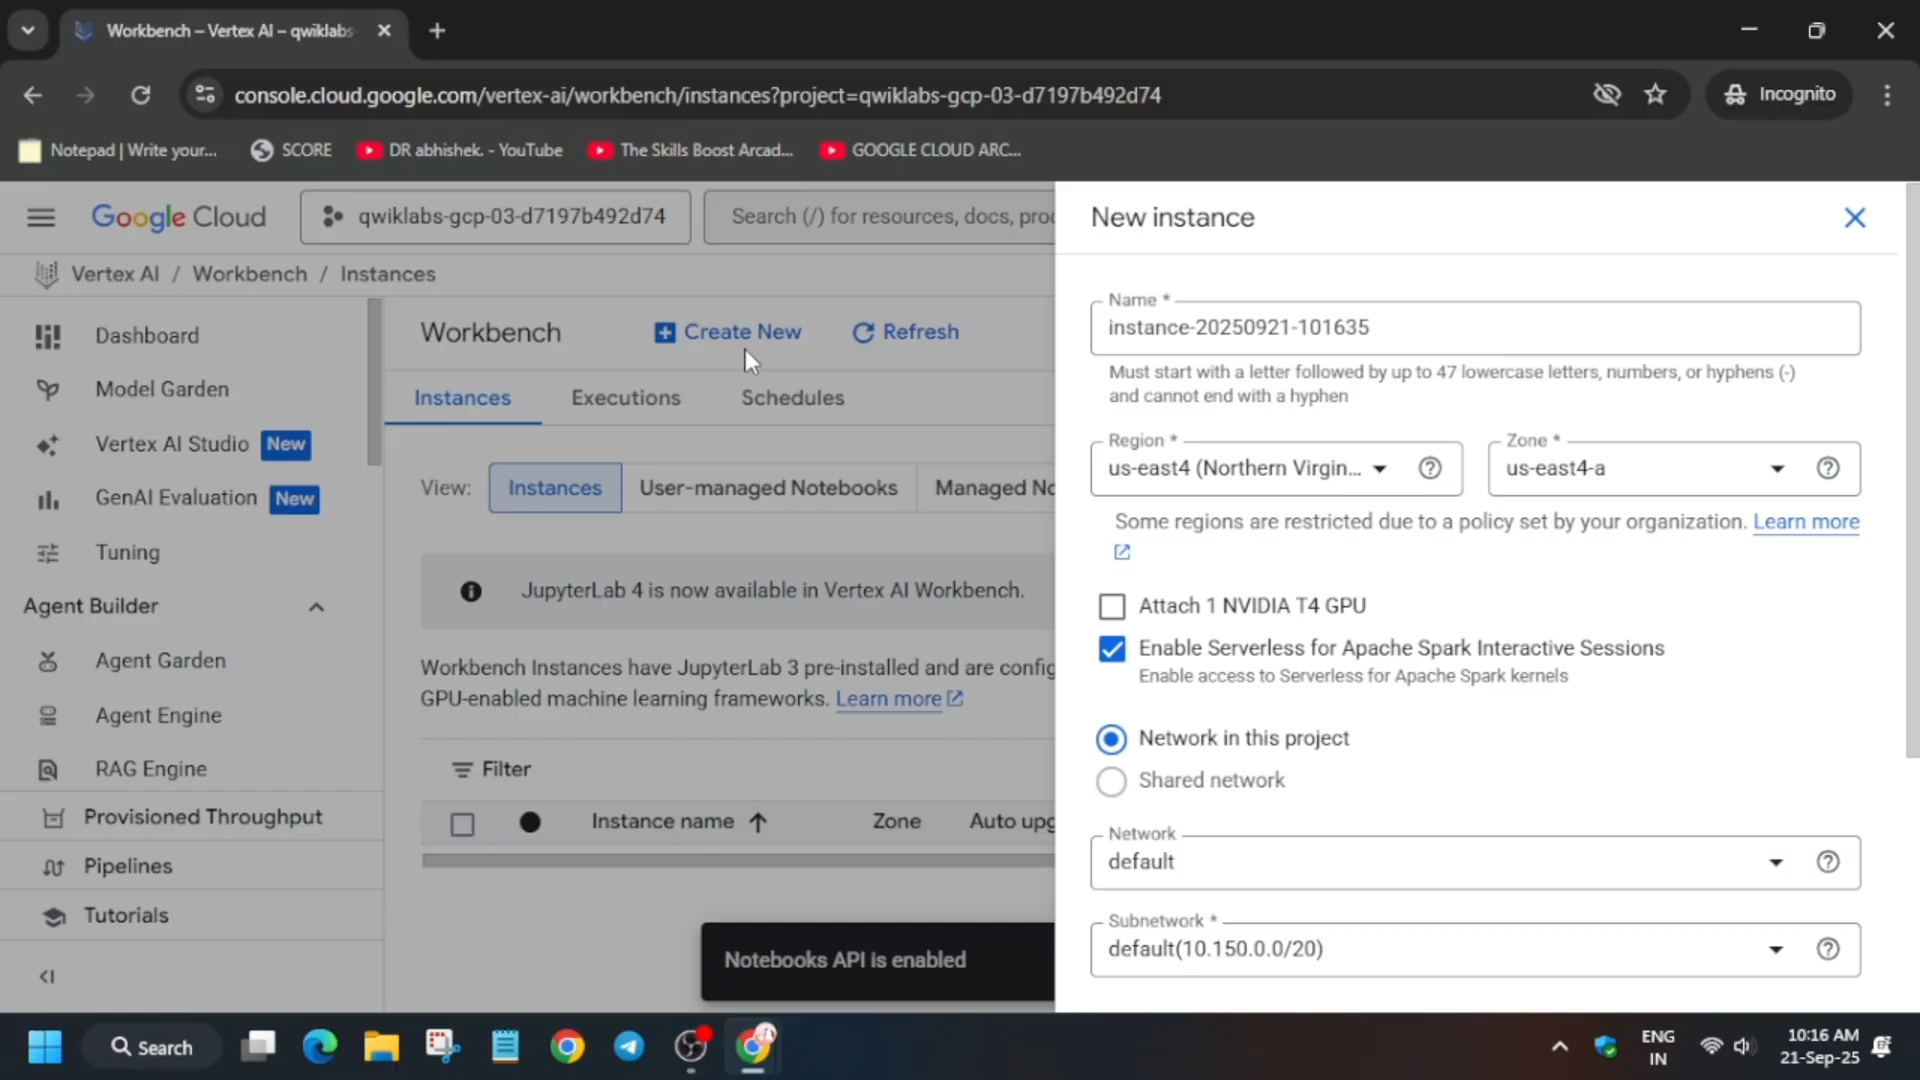 Workbench – Vertex AI – qwiklabs-
console.cloud.google.com/vertex-ai/workbench/instances?project=qwiklabs-gcp-03-d7197b492d74
Incognito
Notepad | Write your...
SCORE
DR abhishek. - YouTube
The Skills Boost Arcad...
GOOGLE CLOUD ARC...
Google Cloud
qwiklabs-gcp-03-d7197b492d74
Search (/) for resources, docs, prod
Vertex AI / Workbench / Instances
Dashboard
Model Garden
Vertex AI Studio New
GenAI Evaluation New
Tuning
Agent Builder
Agent Garden
Agent Engine
RAG Engine
Provisioned Throughput
Pipelines
Tutorials
Workbench
Create New
Refresh
Instances
Executions
Schedules
View:
Instances
User-managed Notebooks
Managed No
JupyterLab 4 is now available in Vertex AI Workbench.
Workbench Instances have JupyterLab 3 pre-installed and are config
GPU-enabled machine learning frameworks. Learn more
Filter
Instance name
Zone
Auto upg
Notebooks API is enabled
New instance
Name *
instance-20250921-101635
Must start with a letter followed by up to 47 lowercase letters, numbers, or hyphens (-)
and cannot end with a hyphen
Region *
us-east4 (Northern Virgin...
Zone *
us-east4-a
Some regions are restricted due to a policy set by your organization. Learn more
Attach 1 NVIDIA T4 GPU
Enable Serverless for Apache Spark Interactive Sessions
Enable access to Serverless for Apache Spark kernels
Network in this project
Shared network
Network
default
Subnetwork *
default(10.150.0.0/20)
Search
ENG
IN
10:16 AM
21-Sep-25